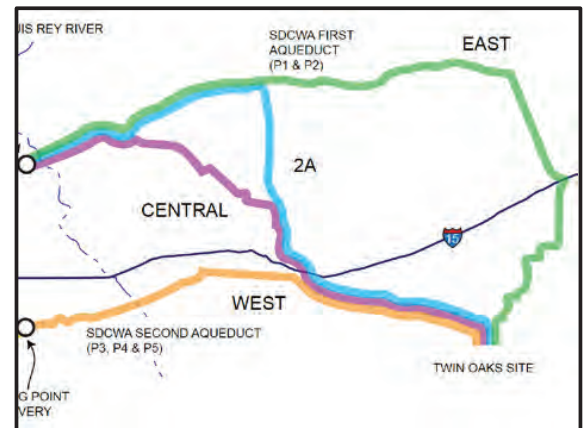 UIS REY RIVER
SDCWA FIRST
AQUEDUCT
(P1 & P2)
EAST
2A
CENTRAL
15
WEST
SDCWA SECOND AQUEDUCT
(P3, P4 & P5)
TWIN OAKS SITE
G POINT
VERY